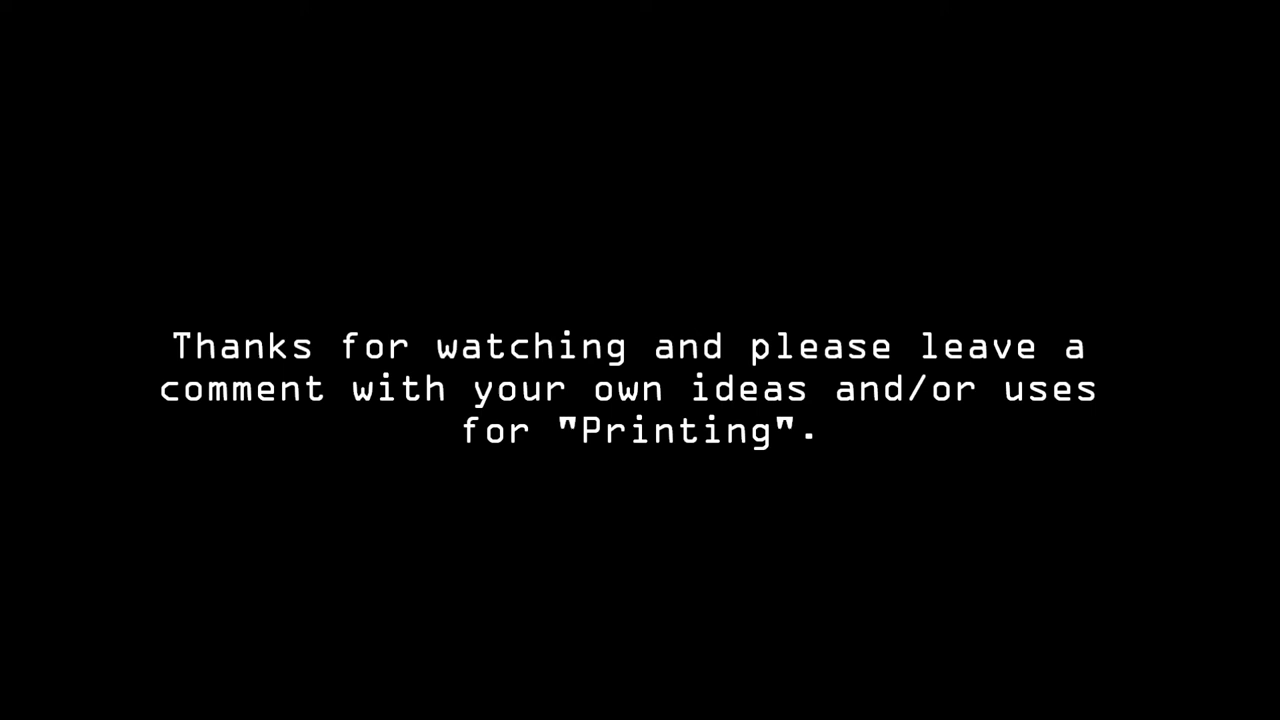 Thanks for watching and please leave a
comment with your own ideas and/or uses
for "Printing".